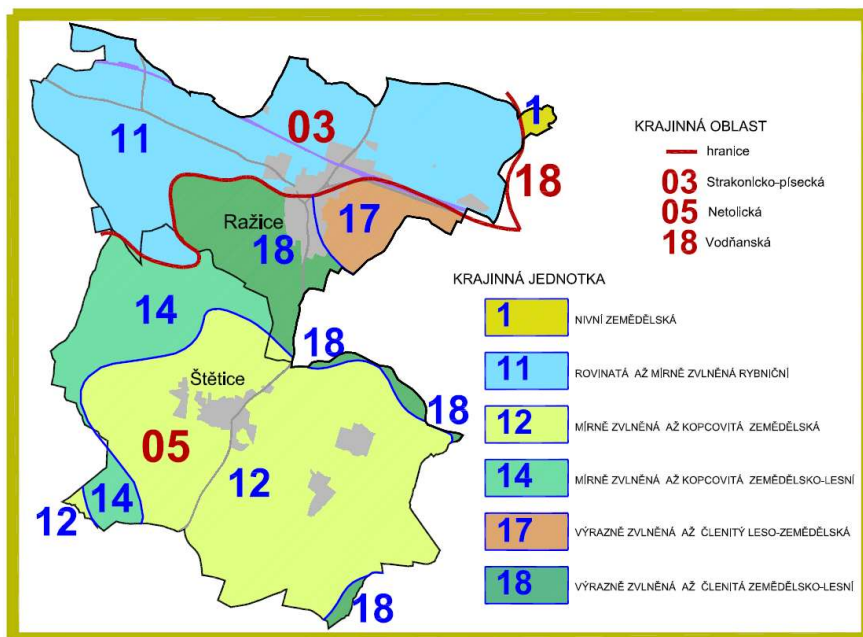 1
03
11
18
17
Ražice
18
14
18
Štětice
18
05
12
14
12
18
KRAJINNÁ OBLAST
hranice
03 Strakonicko-písecká
05 Netolická
18 Vodňanská
KRAJINNÁ JEDNOTKA
1 NIVNÍ ZEMĚDĚLSKÁ
11 ROVINATÁ AŽ MÍRNĚ ZVLNĚNÁ RYBNIČNÍ
12 MÍRNĚ ZVLNĚNÁ AŽ KOPCOVITÁ ZEMĚDĚLSKÁ
14 MÍRNĚ ZVLNĚNÁ AŽ KOPCOVITÁ ZEMĚDĚLSKO-LESNÍ
17 VÝRAZNĚ ZVLNĚNÁ AŽ ČLENITÝ LESO-ZEMĚDĚLSKÁ
18 VÝRAZNĚ ZVLNĚNÁ AŽ ČLENITÁ ZEMĚDĚLSKO-LESNÍ